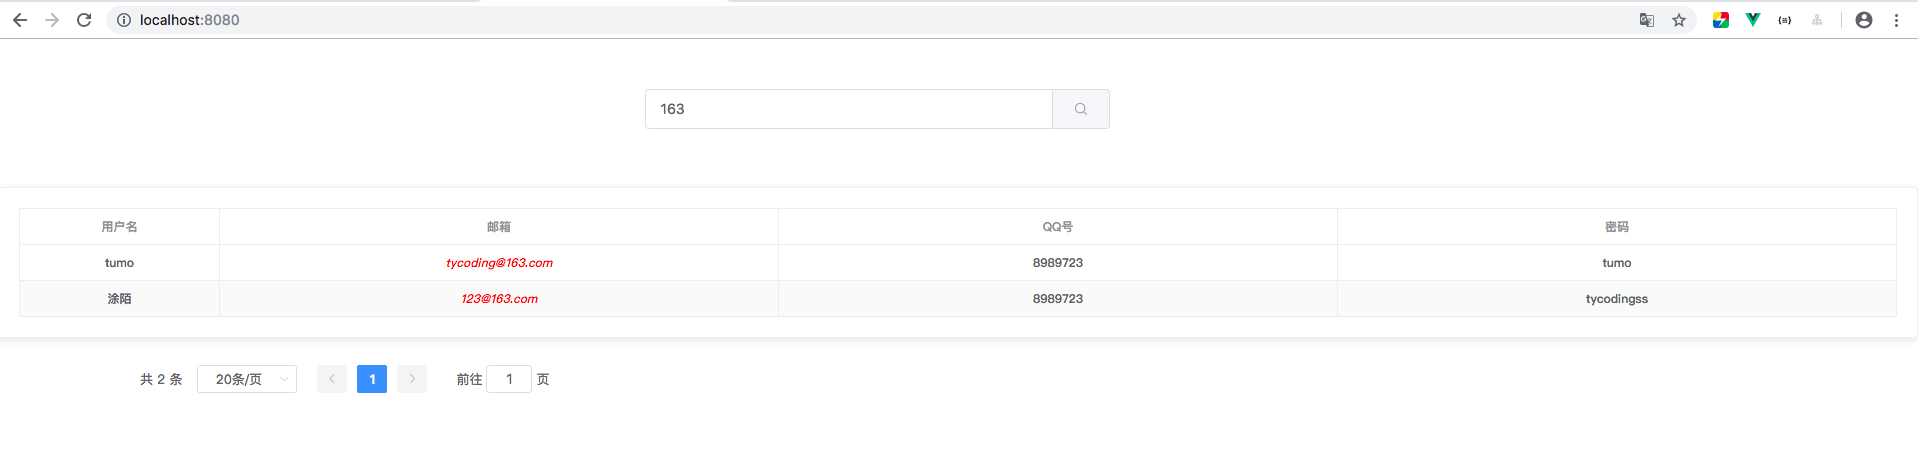 localhost:8080
163
用户名 邮箱 QQ号 密码
tumo tycoding@163.com 8989723 tumo
涂陌 123@163.com 8989723 tycodingss
共 2 条 20条/页 1 前往 1 页